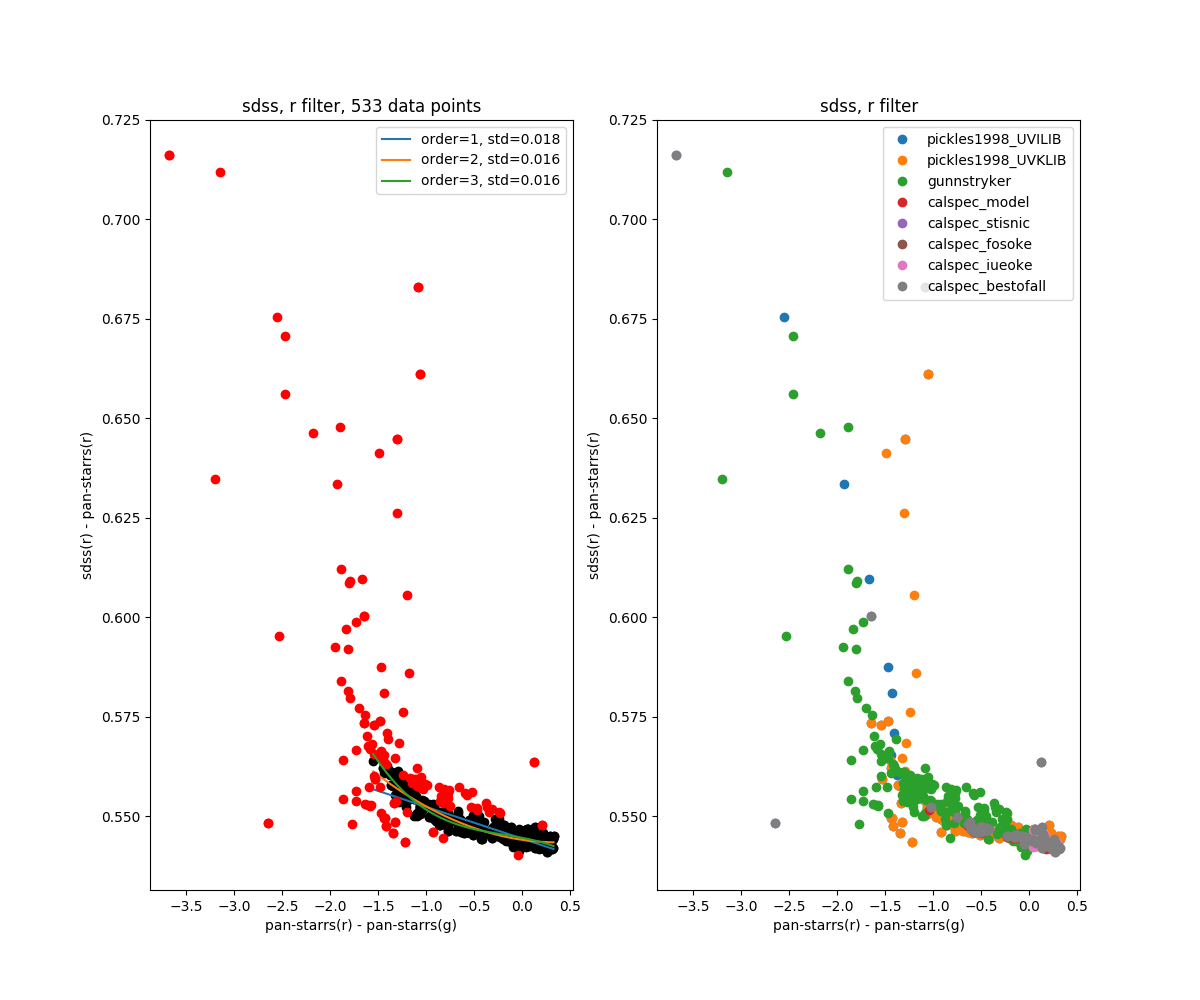 sdss, r filter, 533 data points
order=1, std=0.018
order=2, std=0.016
order=3, std=0.016
0.725
0.700
0.675
0.650
0.625
0.600
0.575
0.550
sdss(r) - pan-starrs(r)
−3.5 −3.0 −2.5 −2.0 −1.5 −1.0 −0.5 0.0 0.5
pan-starrs(r) - pan-starrs(g)
sdss, r filter
pickles1998_UVILIB
pickles1998_UVKLIB
gunnstryker
calspec_model
calspec_stisnic
calspec_fosoke
calspec_iueoke
calspec_bestofall
0.725
0.700
0.675
0.650
0.625
0.600
0.575
0.550
sdss(r) - pan-starrs(r)
−3.5 −3.0 −2.5 −2.0 −1.5 −1.0 −0.5 0.0 0.5
pan-starrs(r) - pan-starrs(g)